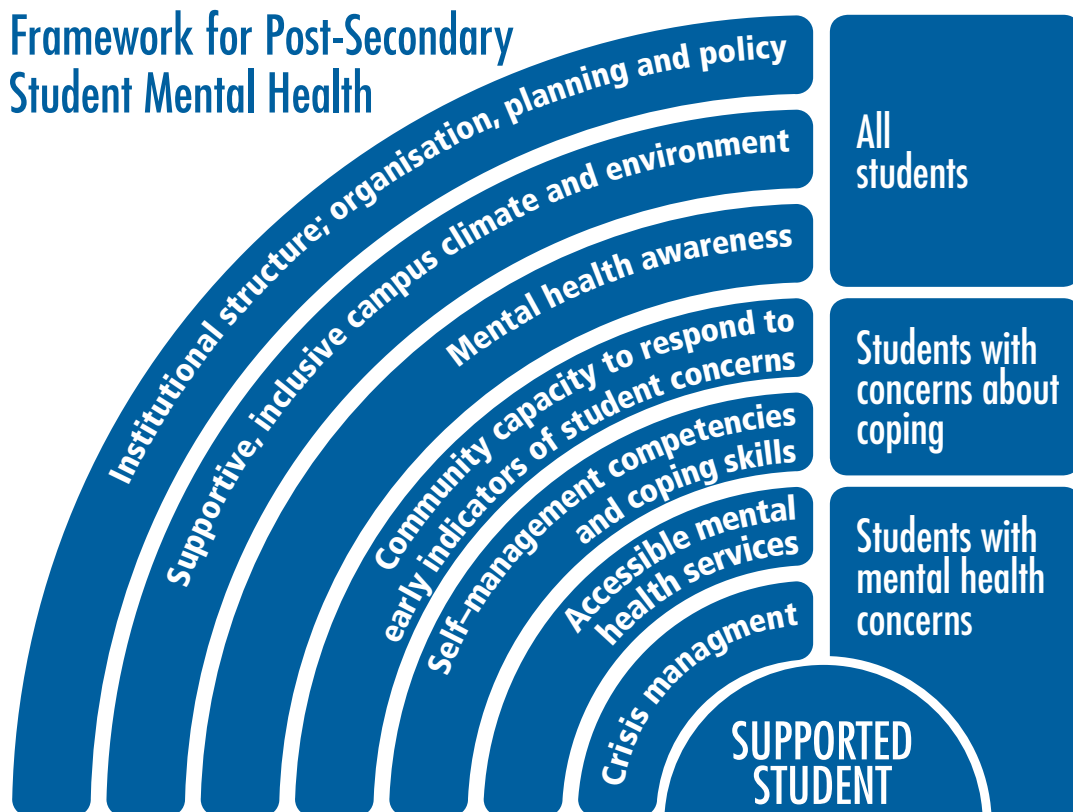 Framework for Post-Secondary
Student Mental Health
Institutional structure; organisation, planning and policy
Supportive, inclusive campus climate and environment
Mental health awareness
Community capacity to respond to
early indicators of student concerns
Self-management competencies
and coping skills
Accessible mental
health services
Crisis managment
All
students
Students with
concerns about
coping
Students with
mental health
concerns
SUPPORTED
STUDENT